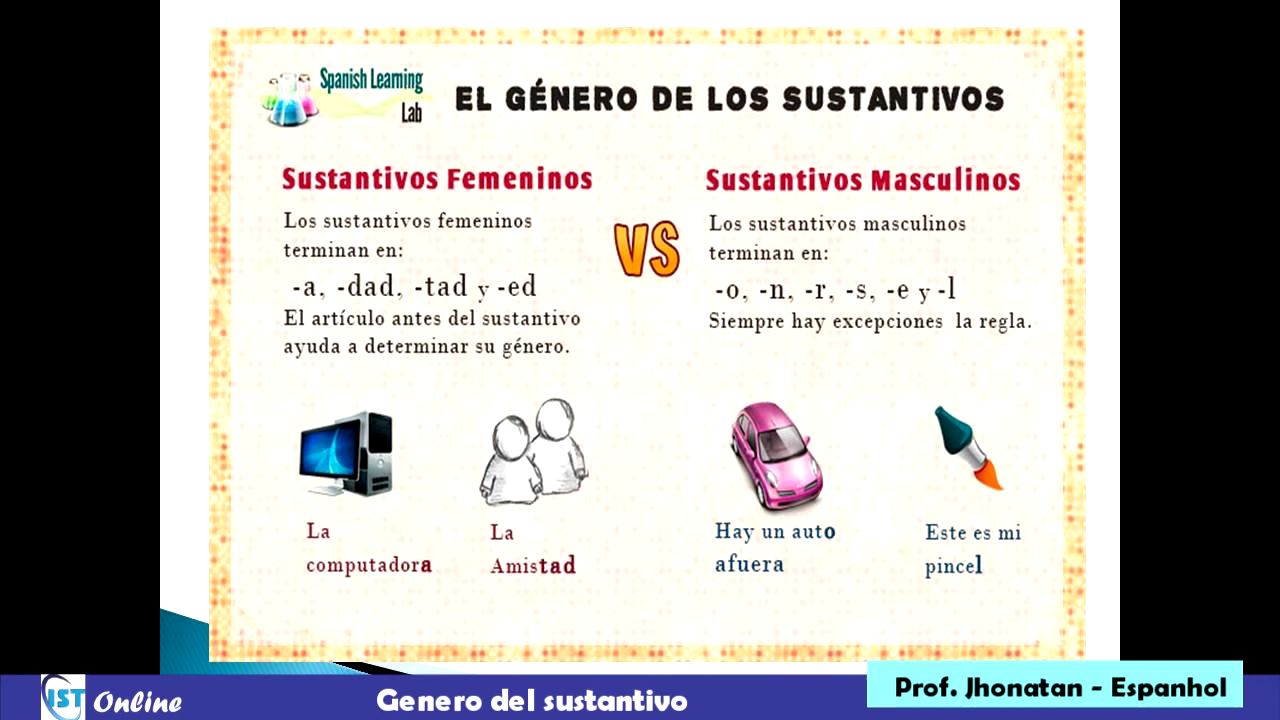 Spanish Learning
Lab
EL GÉNERO DE LOS SUSTANTIVOS
Sustantivos Femeninos
Los sustantivos femeninos
terminan en:
-a, -dad, -tad y -ed
El artículo antes del sustantivo
ayuda a determinar su género.
VS
Sustantivos Masculinos
Los sustantivos masculinos
terminan en:
-o, -n, -r, -s, -e y -l
Siempre hay excepciones la regla.
La
computadora
La
Amistad
Hay un auto
afuera
Este es mi
pincel
IST Online
Genero del sustantivo
Prof. Jhonatan - Espanhol